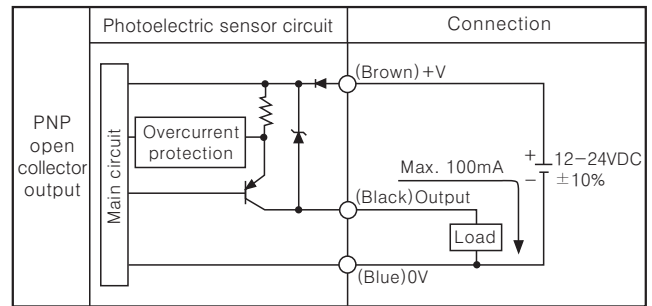 Photoelectric sensor circuit
Connection
PNP
open
collector
output
Main circuit
Overcurrent
protection
(Brown)+V
Max. 100mA
+
−
12−24VDC
±10%
(Black)Output
Load
(Blue)0V